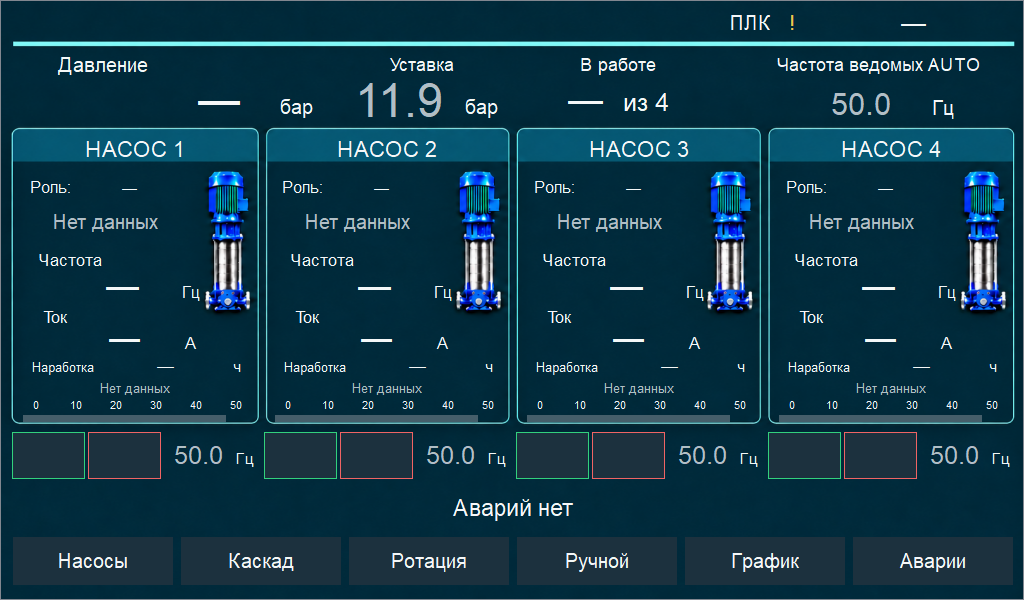 ПЛК ! —
Давление Уставка В работе Частота ведомых AUTO
— бар 11.9 бар — из 4 50.0 Гц
НАСОС 1 НАСОС 2 НАСОС 3 НАСОС 4
Роль: — Роль: — Роль: — Роль: —
Нет данных Нет данных Нет данных Нет данных
Частота Частота Частота Частота
— Гц — Гц — Гц — Гц
Ток Ток Ток Ток
— А — А — А — А
Наработка — ч Наработка — ч Наработка — ч Наработка — ч
Нет данных Нет данных Нет данных Нет данных
0 10 20 30 40 50 0 10 20 30 40 50 0 10 20 30 40 50 0 10 20 30 40 50
50.0 Гц 50.0 Гц 50.0 Гц 50.0 Гц
Аварий нет
Насосы Каскад Ротация Ручной График Аварии